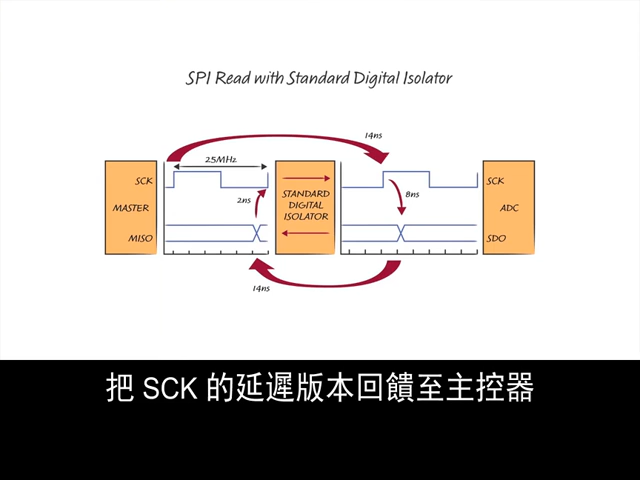 SPI Read with Standard Digital Isolator
14ns
25MHz
SCK
MASTER
MISO
2ns
STANDARD
DIGITAL
ISOLATOR
8ns
SCK
ADC
SDO
14ns
把 SCK 的延遲版本回饋至主控器